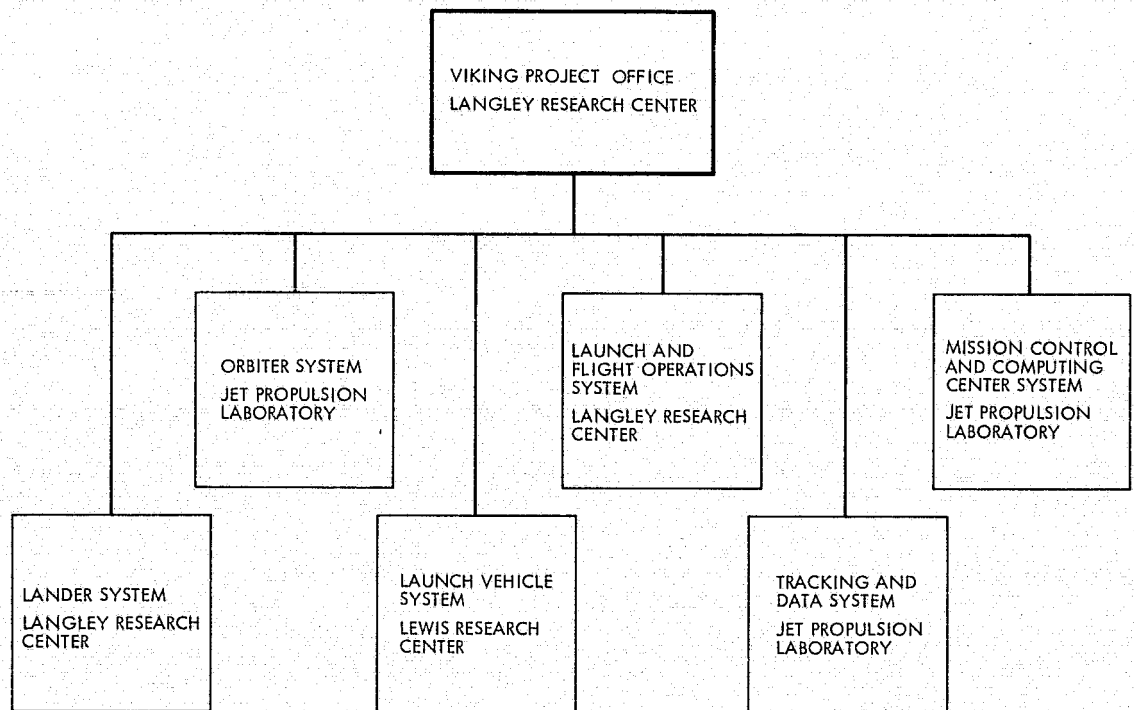 VIKING PROJECT OFFICE
LANGLEY RESEARCH CENTER
ORBITER SYSTEM
JET PROPULSION
LABORATORY
LAUNCH AND
FLIGHT OPERATIONS
SYSTEM
LANGLEY RESEARCH
CENTER
MISSION CONTROL
AND COMPUTING
CENTER SYSTEM
JET PROPULSION
LABORATORY
LANDER SYSTEM
LANGLEY RESEARCH
CENTER
LAUNCH VEHICLE
SYSTEM
LEWIS RESEARCH
CENTER
TRACKING AND
DATA SYSTEM
JET PROPULSION
LABORATORY